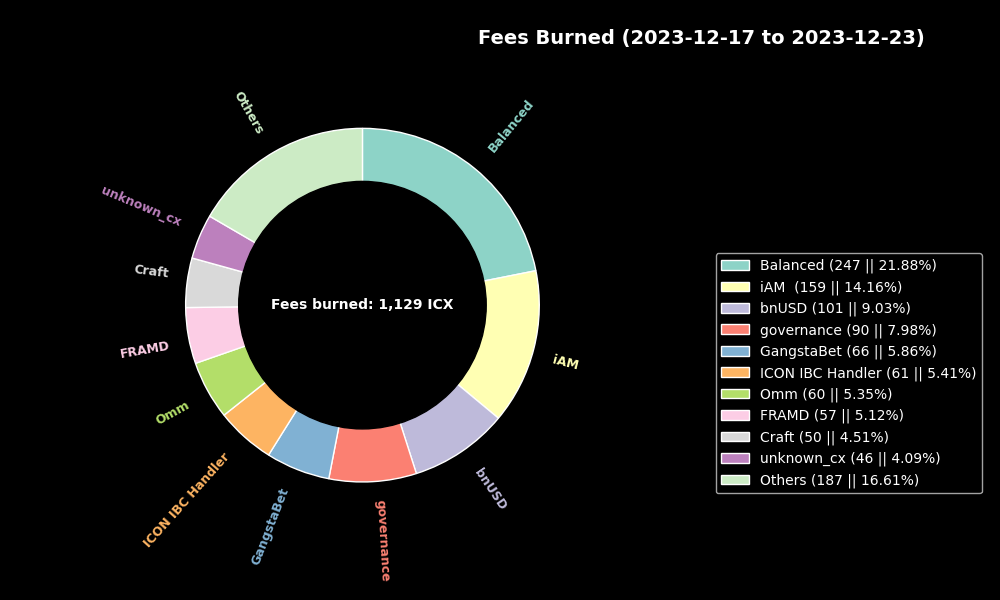 Fees Burned (2023-12-17 to 2023-12-23)
Others
Balanced
unknown_cx
Craft
FRAMD
Omm
ICON IBC Handler
GangstaBet
governance
bnUSD
iAM
Fees burned: 1,129 ICX
Balanced (247 || 21.88%)
iAM  (159 || 14.16%)
bnUSD (101 || 9.03%)
governance (90 || 7.98%)
GangstaBet (66 || 5.86%)
ICON IBC Handler (61 || 5.41%)
Omm (60 || 5.35%)
FRAMD (57 || 5.12%)
Craft (50 || 4.51%)
unknown_cx (46 || 4.09%)
Others (187 || 16.61%)